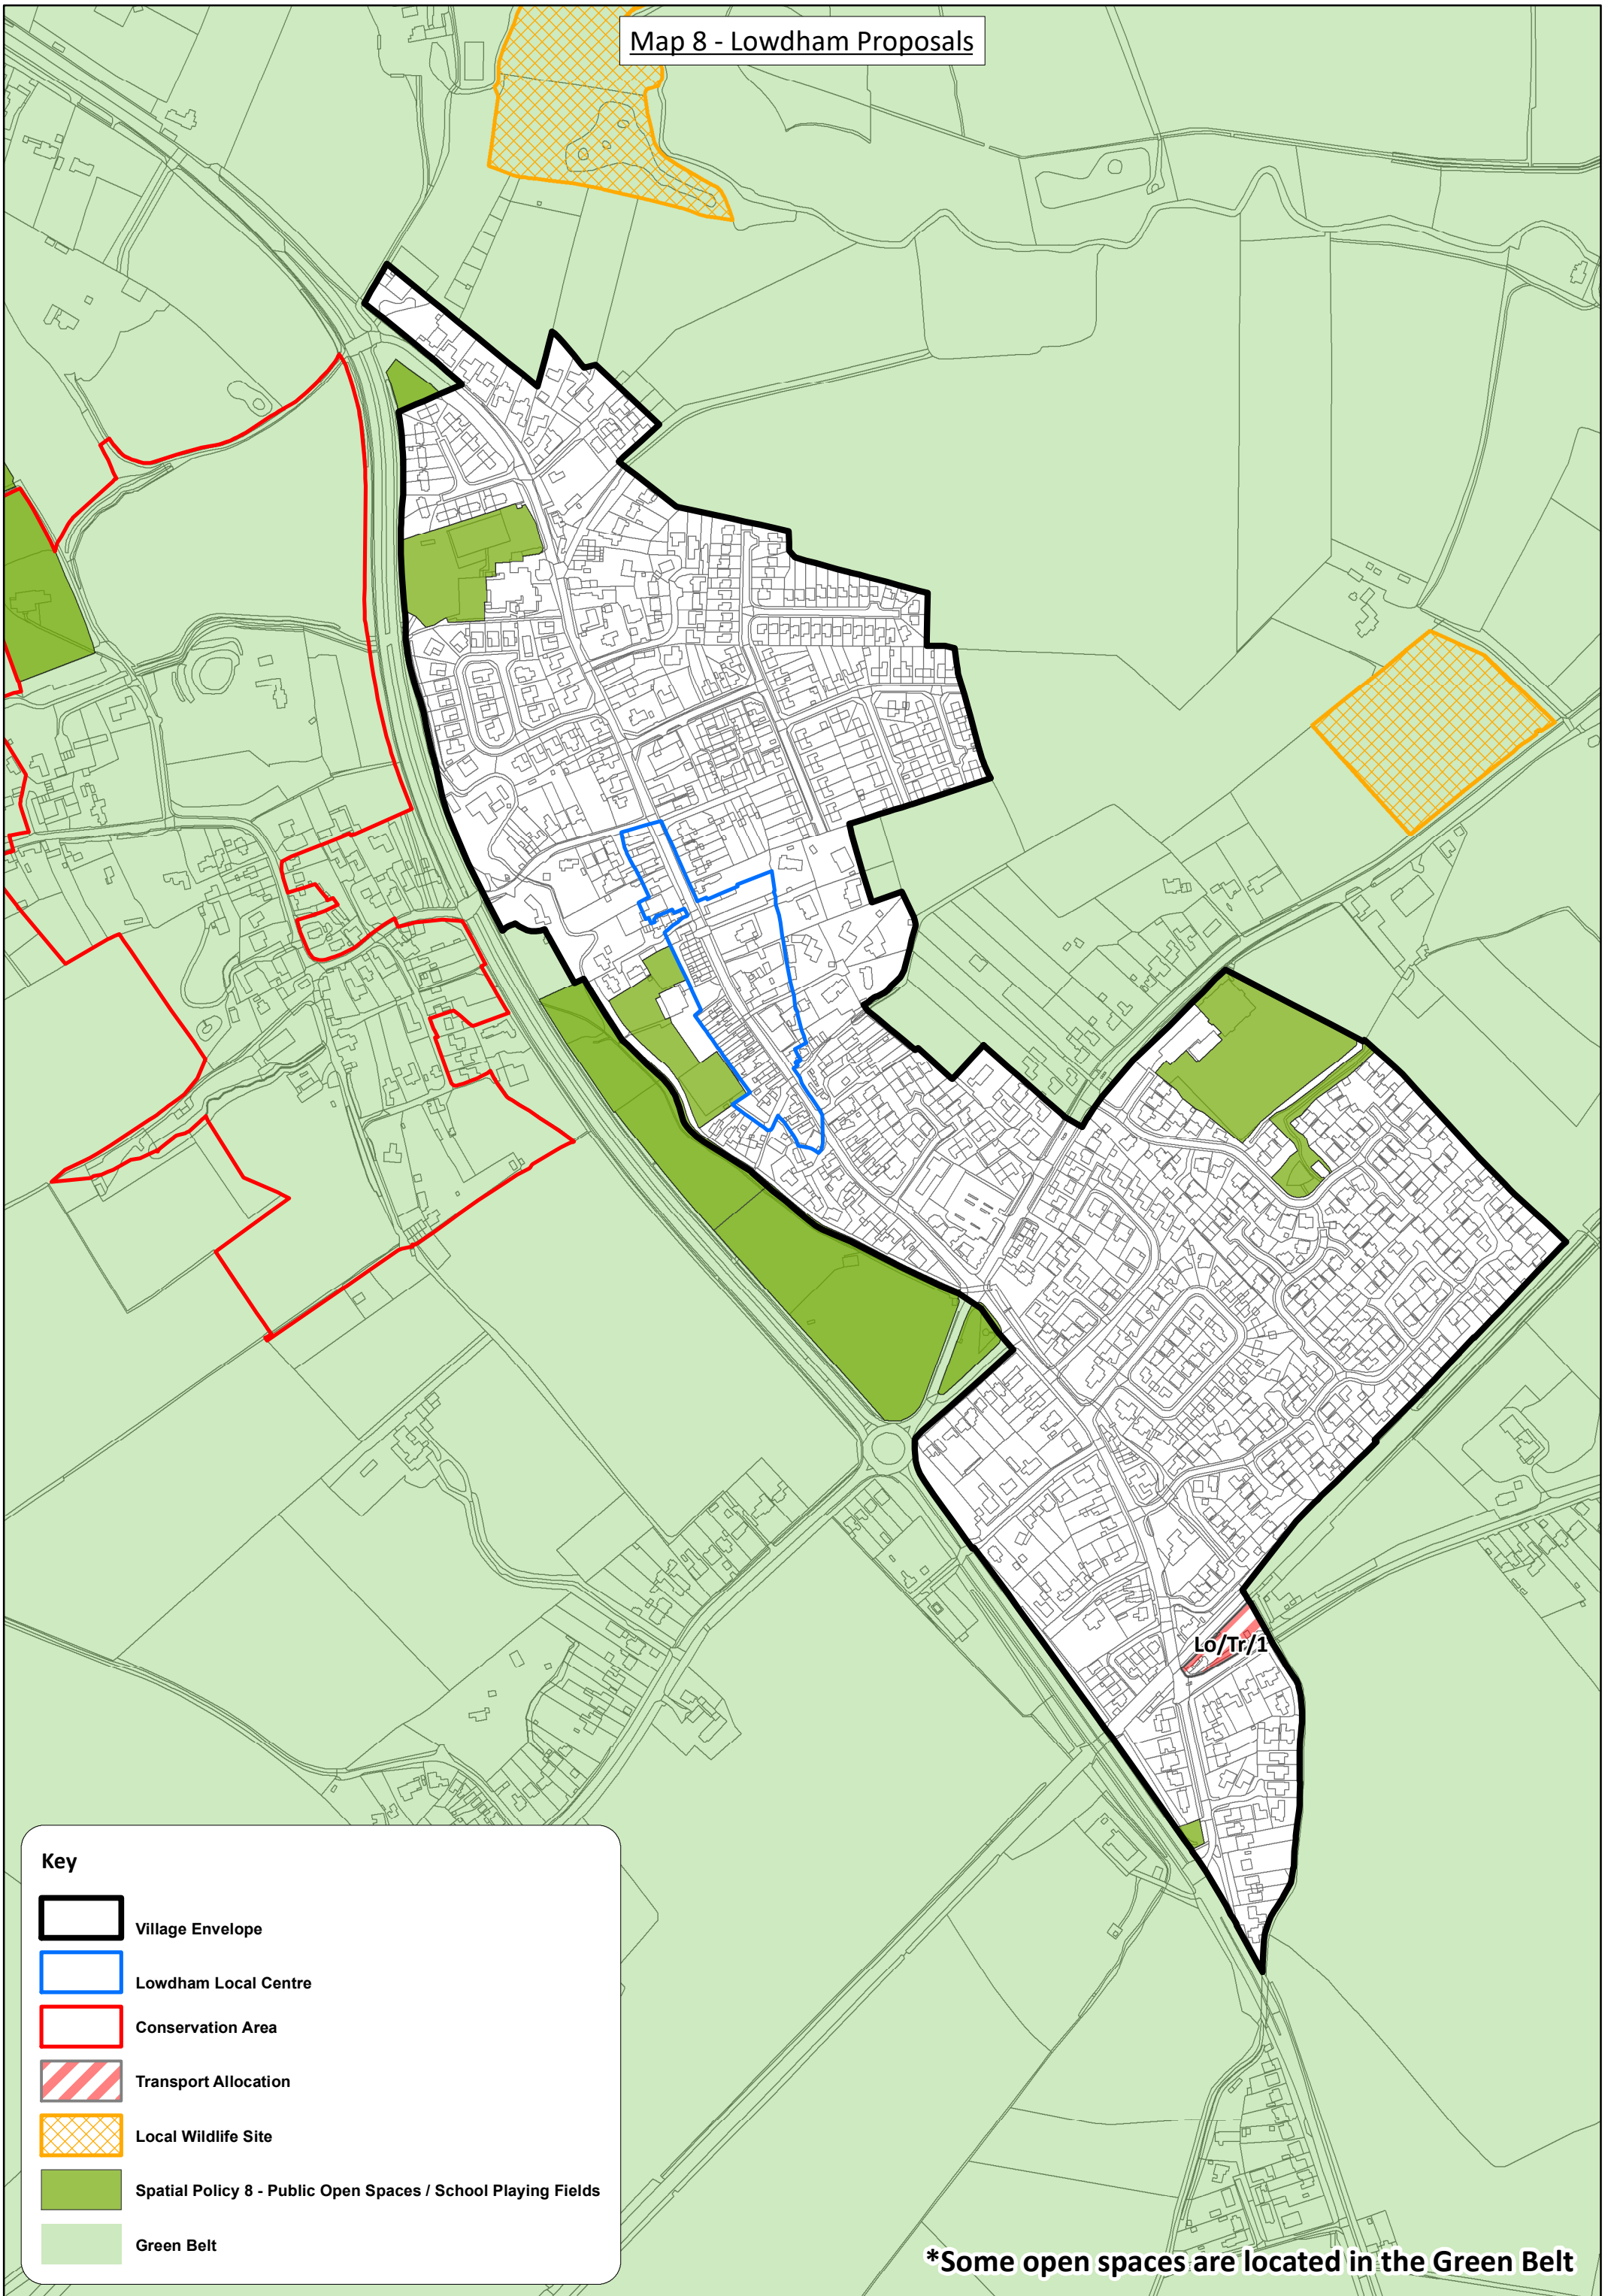 Map 8 - Lowdham Proposals
Lo/Tr/1
Key
Village Envelope
Lowdham Local Centre
Conservation Area
Transport Allocation
Local Wildlife Site
Spatial Policy 8 - Public Open Spaces / School Playing Fields
Green Belt
*Some open spaces are located in the Green Belt